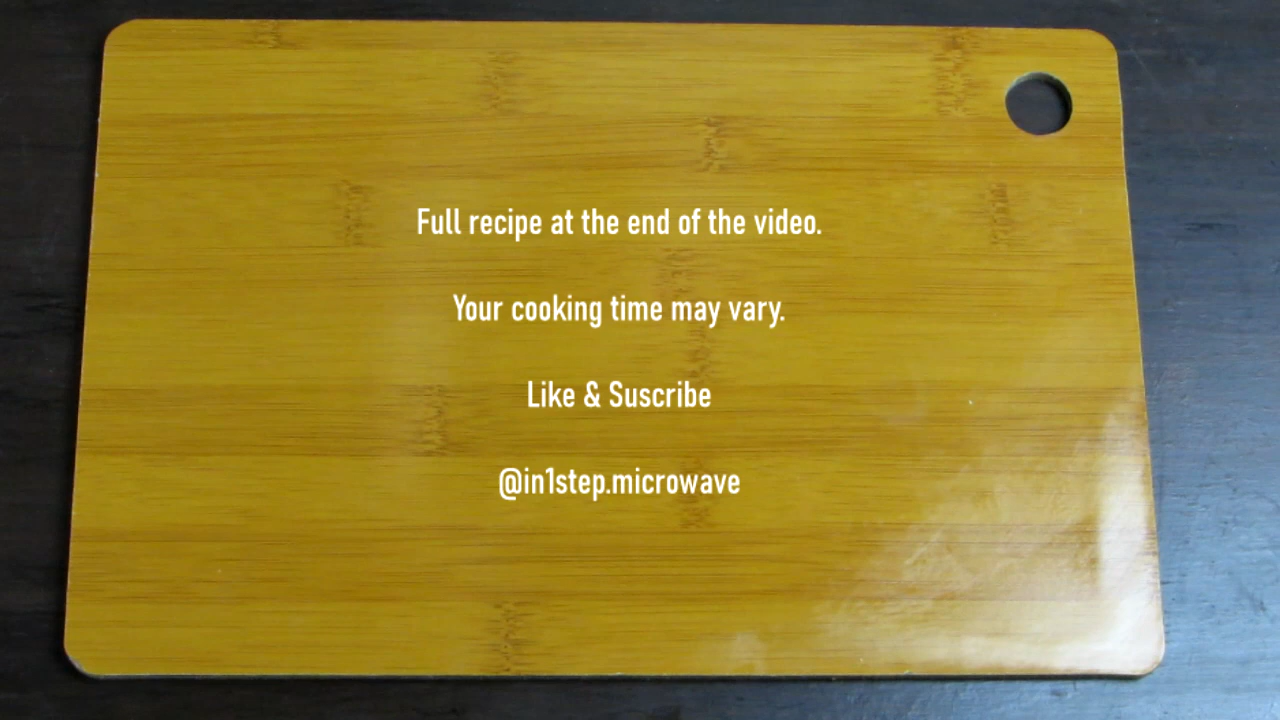 Full recipe at the end of the video.
Your cooking time may vary.
Like & Suscribe
@in1step.microwave